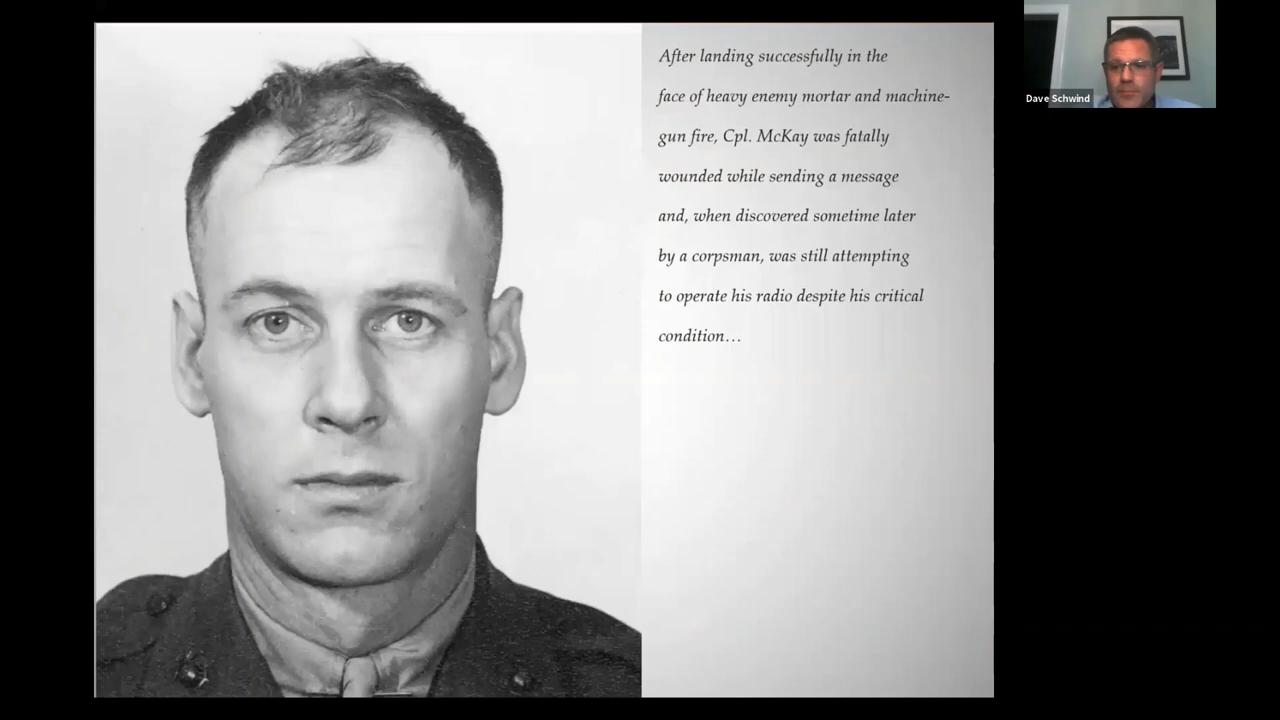 After landing successfully in the
face of heavy enemy mortar and machine-
gun fire, Cpl. McKay was fatally
wounded while sending a message
and, when discovered sometime later
by a corpsman, was still attempting
to operate his radio despite his critical
condition…
Dave Schwind